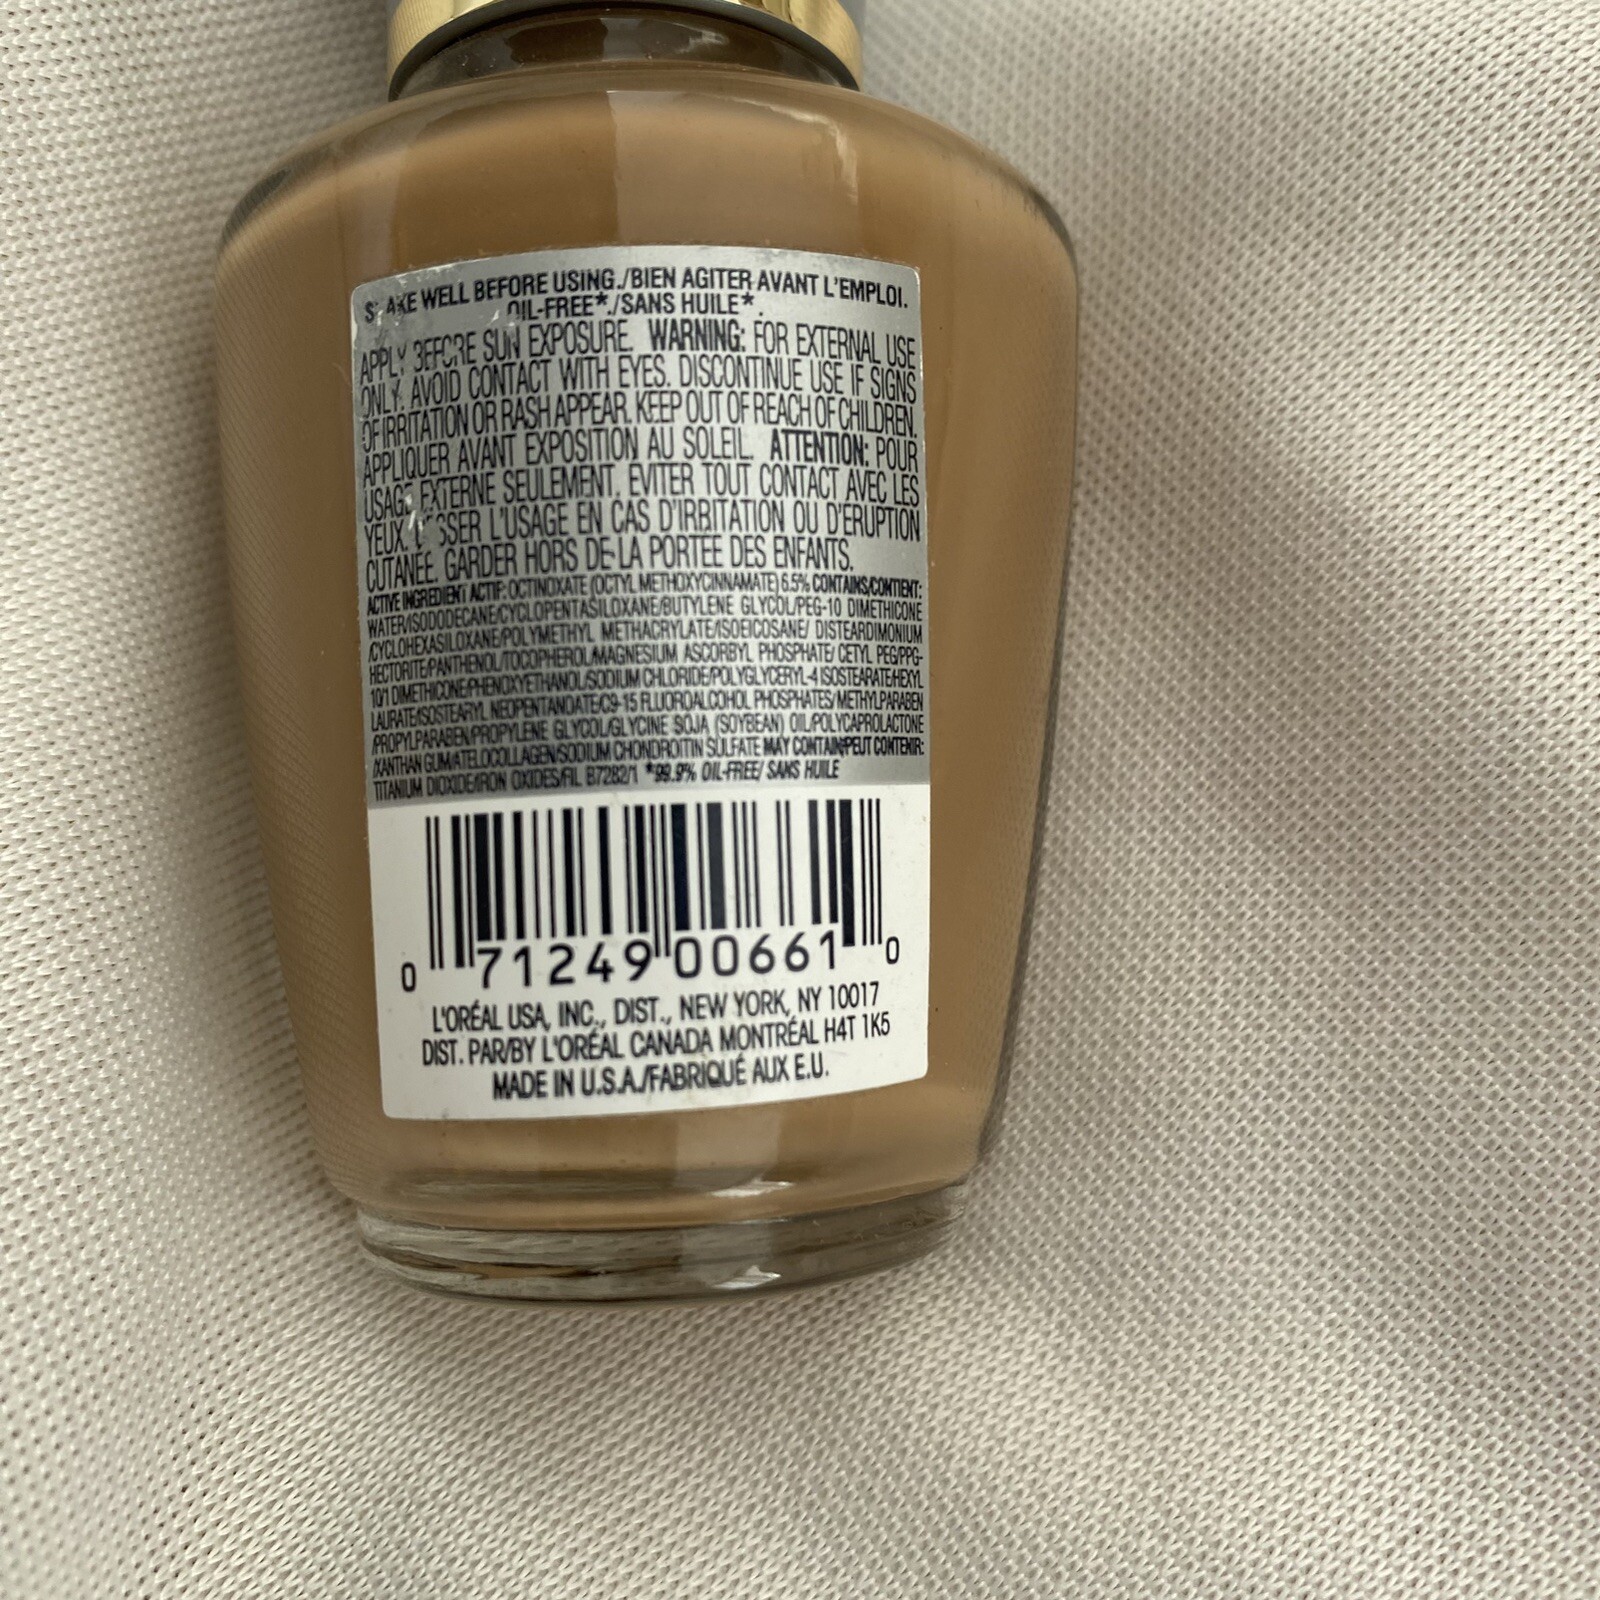 SHAKE WELL BEFORE USING./BIEN AGITER AVANT L'EMPLOI.
OIL-FREE*./SANS HUILE*.
APPLY BEFORE SUN EXPOSURE. WARNING: FOR EXTERNAL USE
ONLY. AVOID CONTACT WITH EYES. DISCONTINUE USE IF SIGNS
OF IRRITATION OR RASH APPEAR. KEEP OUT OF REACH OF CHILDREN.
APPLIQUER AVANT EXPOSITION AU SOLEIL. ATTENTION: POUR
USAGE EXTERNE SEULEMENT. EVITER TOUT CONTACT AVEC LES
YEUX. CESSER L'USAGE EN CAS D'IRRITATION OU D'ERUPTION
CUTANÉE. GARDER HORS DE LA PORTEE DES ENFANTS.
ACTIVE INGREDIENT ACTIF: OCTINOXATE (OCTYL METHOXYCINNAMATE) 6.5% CONTAINS/CONTIENT:
WATER/ISODODECANE/CYCLOPENTASILOXANE/BUTYLENE GLYCOL/PEG-10 DIMETHICONE
/CYCLOHEXASILOXANE/POLYMETHYL METHACRYLATE/ISOEICOSANE/ DISTEARDIMONIUM
HECTORITE/PANTHENOL/TOCOPHEROL/MAGNESIUM ASCORBYL PHOSPHATE/ CETYL PEG/PPG-
10/1 DIMETHICONE/PHENOXYETHANOL/SODIUM CHLORIDE/POLYGLYCERYL-4 ISOSTEARATE/HEXYL
LAURATE/ISOSTEARYL NEOPENTANOATE/C9-15 FLUOROALCOHOL PHOSPHATES/METHYLPARABEN
/PROPYLPARABEN/PROPYLENE GLYCOL/GLYCINE SOJA (SOYBEAN) OIL/POLYCAPROLACTONE
/XANTHAN GUM/ATELOCOLLAGEN/SODIUM CHONDROITIN SULFATE MAY CONTAIN/PEUT CONTENIR:
TITANIUM DIOXIDE/IRON OXIDES/FIL B7282/1 *99.9% OIL-FREE/ SANS HUILE
0 71249 00661 0
L'ORÉAL USA, INC., DIST., NEW YORK, NY 10017
DIST. PAR/BY L'ORÉAL CANADA MONTRÉAL H4T 1K5
MADE IN U.S.A./FABRIQUÉ AUX E.U.